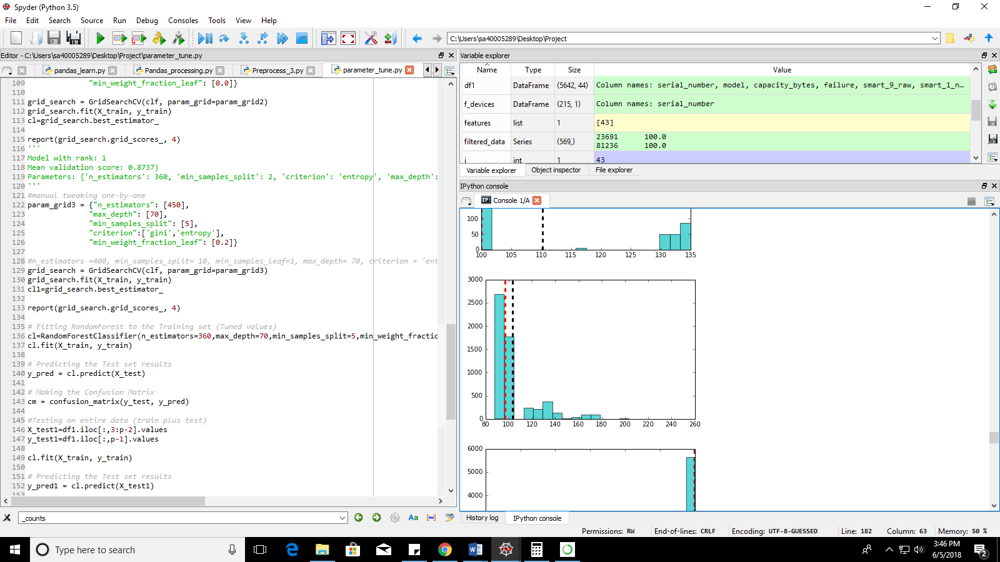 Spyder (Python 3.5)
File Edit Search Source Run Debug Consoles Tools View Help
C:\Users\sa40005289\Desktop\Project
Editor - C:\Users\sa40005289\Desktop\Project\parameter_tune.py
pandas_learn.py Pandas_processing.py Preprocess_3.py parameter_tune.py
109 "min_weight_fraction_leaf": [0.0]}
110
111 grid_search = GridSearchCV(clf, param_grid=param_grid2)
112 grid_search.fit(X_train, y_train)
113 cl=grid_search.best_estimator_
114
115 report(grid_search.grid_scores_, 4)
116 '''
117 Model with rank: 1
118 Mean validation score: 0.8737)
119 Parameters: {'n_estimators': 360, 'min_samples_split': 2, 'criterion': 'entropy', 'max_depth':
120 '''
121 #manual tweaking one-by-one
122 param_grid3 = {"n_estimators": [450],
123 "max_depth": [70],
124 "min_samples_split": [5],
125 "criterion":['gini','entropy'],
126 "min_weight_fraction_leaf": [0.2]}
127
128 #n_estimators =400, min_samples_split= 10, min_samples_leaf=1, max_depth= 70, criterion = 'ent
129 grid_search = GridSearchCV(clf, param_grid=param_grid3)
130 grid_search.fit(X_train, y_train)
131 cl1=grid_search.best_estimator_
132
133 report(grid_search.grid_scores_, 4)
134
135 # Fitting RandomForest to the Training set (Tuned values)
136 cl=RandomForestClassifier(n_estimators=360,max_depth=70,min_samples_split=5,min_weight_fractio
137 cl.fit(X_train, y_train)
138
139 # Predicting the Test set results
140 y_pred = cl.predict(X_test)
141
142 # Making the Confusion Matrix
143 cm = confusion_matrix(y_test, y_pred)
144
145 #Testing on entire data (train plus test)
146 X_test1=df1.iloc[:,3:p-2].values
147 y_test1=df1.iloc[:,p-1].values
148
149 cl.fit(X_train, y_train)
150
151 # Predicting the Test set results
152 y_pred1 = cl.predict(X_test1)
153
_counts
Aa
Variable explorer
Name Type Size Value
df1 DataFrame (5642, 44) Column names: serial_number, model, capacity_bytes, failure, smart_9_raw, smart_1_n...
f_devices DataFrame (215, 1) Column names: serial_number
features list 1 [43]
filtered_data Series (569,) 23691 100.0
81236 100.0
i int 1 43
Variable explorer Object inspector File explorer
IPython console
IP: Console 1/A
100
50
0
100 105 110 115 120 125 130 135
3000
2500
2000
1500
1000
500
0
80 100 120 140 160 180 200 220 240 260
6000
5000
4000
History log IPython console
Permissions: RW End-of-lines: CRLF Encoding: UTF-8-GUESSED Line: 182 Column: 63 Memory: 50 %
Type here to search
3:46 PM
6/5/2018
2